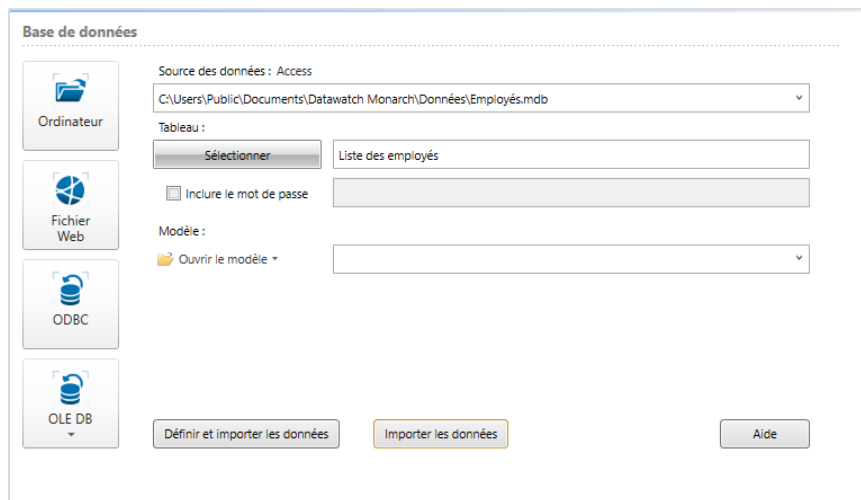 Base de données
Ordinateur
Fichier
Web
ODBC
OLE DB
Source des données : Access
C:\Users\Public\Documents\Datawatch Monarch\Données\Employés.mdb
Tableau :
Sélectionner
Liste des employés
Inclure le mot de passe
Modèle :
Ouvrir le modèle
Définir et importer les données
Importer les données
Aide